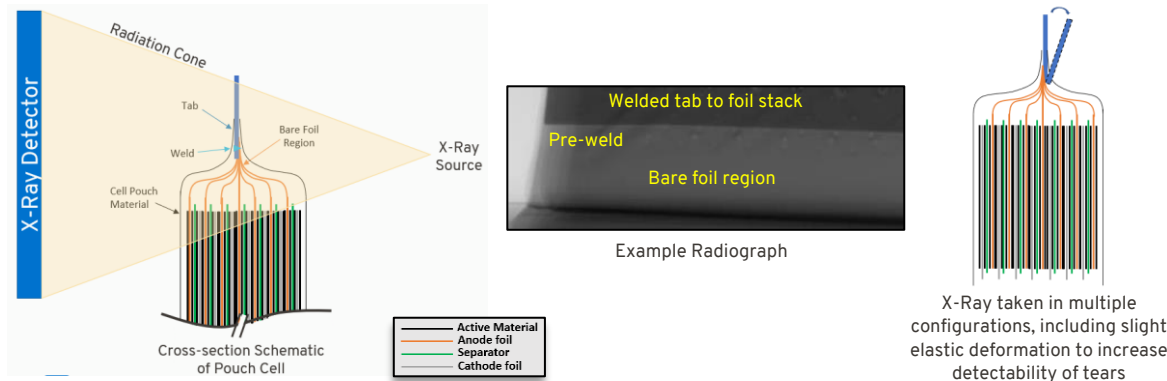 X-Ray Detector
Radiation Cone
Tab
Weld
Bare Foil
Region
Cell Pouch
Material
X-Ray
Source
Cross-section Schematic
of Pouch Cell
Active Material
Anode foil
Separator
Cathode foil
Welded tab to foil stack
Pre-weld
Bare foil region
Example Radiograph
X-Ray taken in multiple
configurations, including slight
elastic deformation to increase
detectability of tears